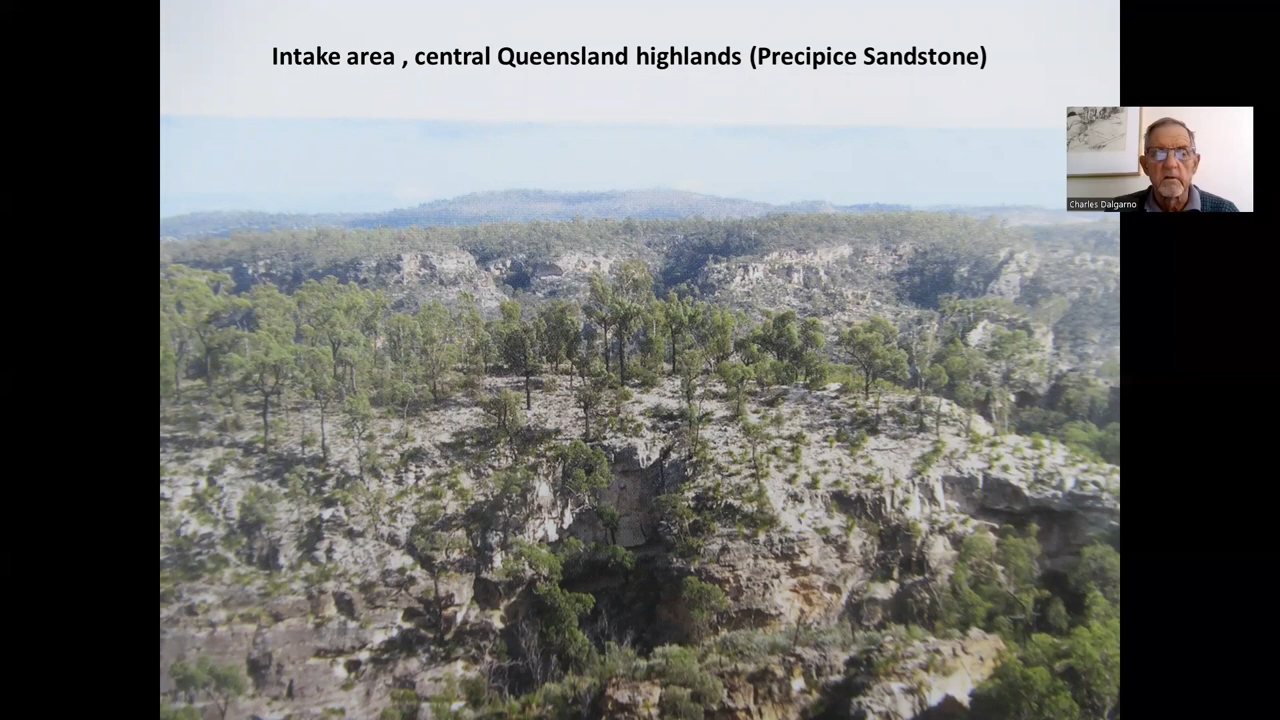 Intake area , central Queensland highlands (Precipice Sandstone)
Charles Dalgarno